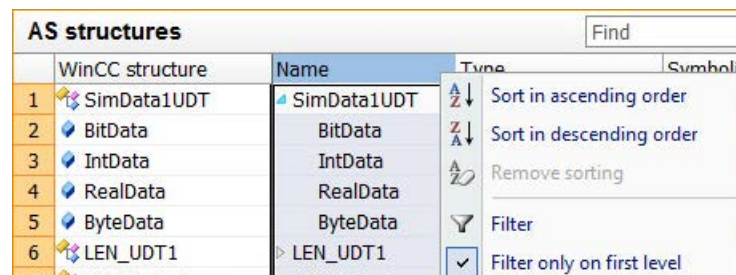 AS structures Find
WinCC structure Name Type Symboli
1 SimData1UDT SimData1UDT Sort in ascending order
2 BitData BitData Sort in descending order
3 IntData IntData
Remove sorting
4 RealData RealData
5 ByteData ByteData Filter
6 LEN_UDT1 LEN_UDT1 Filter only on first level